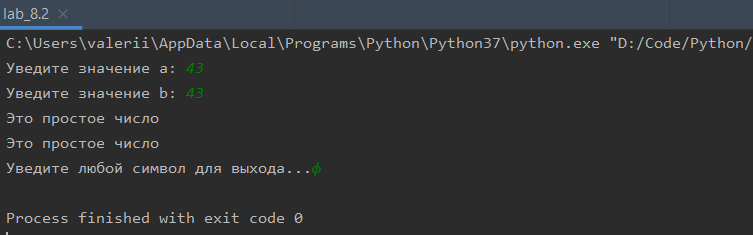 lab_8.2
C:\Users\valerii\AppData\Local\Programs\Python\Python37\python.exe "D:/Code/Python/
Уведите значение a: 43
Уведите значение b: 43
Это простое число
Это простое число
Уведите любой символ для выхода...ф
Process finished with exit code 0